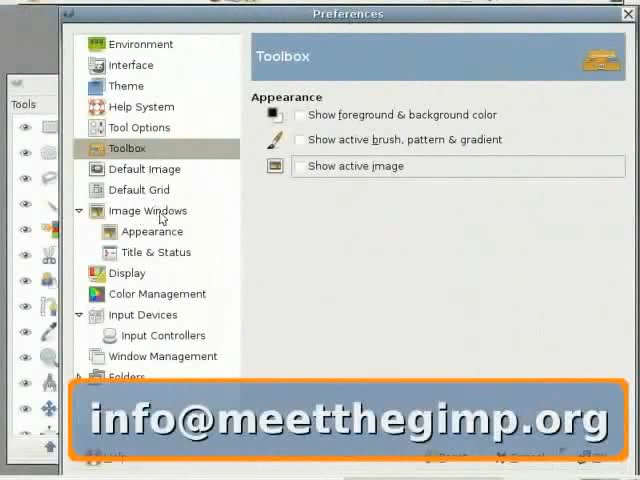 Preferences
Tools
Environment
Interface
Theme
Help System
Tool Options
Toolbox
Default Image
Default Grid
Image Windows
Appearance
Title & Status
Display
Color Management
Input Devices
Input Controllers
Window Management
Folders
Toolbox
Appearance
Show foreground & background color
Show active brush, pattern & gradient
Show active image
info@meetthegimp.org
Help